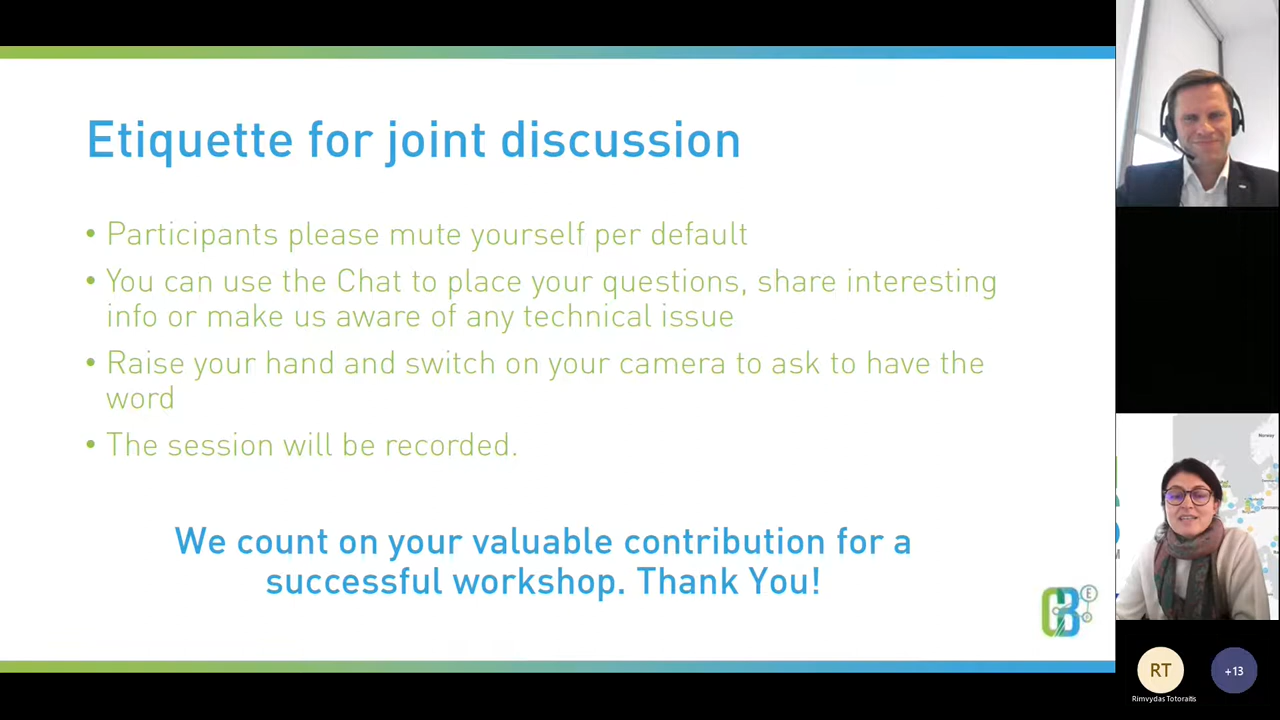 Etiquette for joint discussion
• Participants please mute yourself per default
• You can use the Chat to place your questions, share interesting
info or make us aware of any technical issue
• Raise your hand and switch on your camera to ask to have the
word
• The session will be recorded.
We count on your valuable contribution for a
successful workshop. Thank You!
CB
E
Norway
RT
+13
Rimvydas Totoraitis